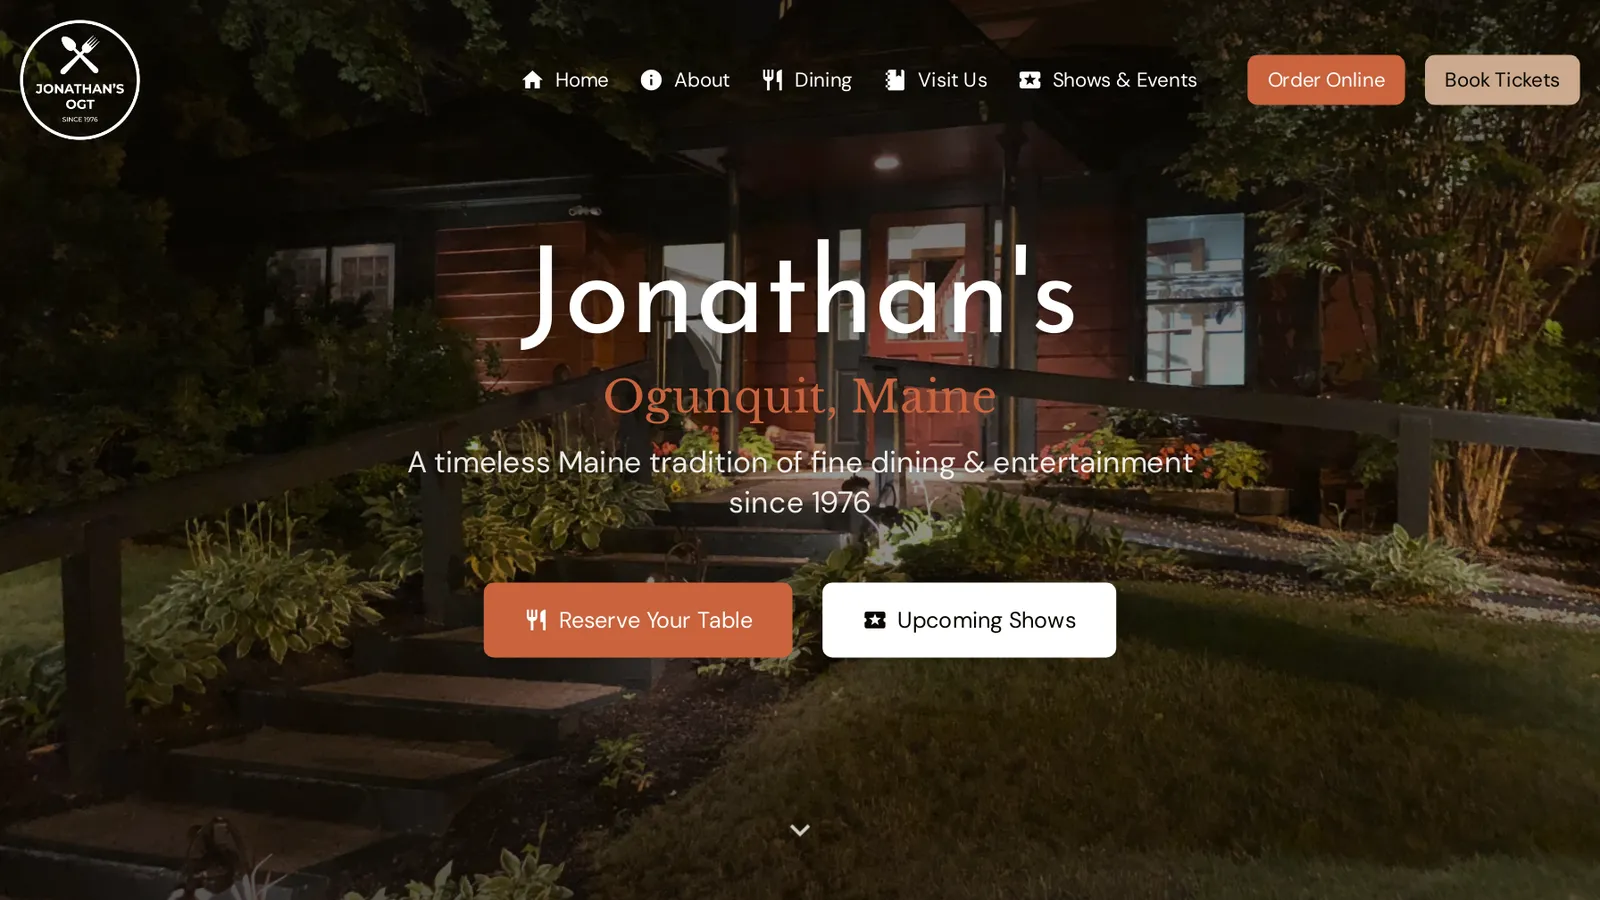 JONATHAN'S
OGT
SINCE 1976
Home
About
Dining
Visit Us
Shows & Events
Order Online
Book Tickets
Jonathan's
Ogunquit, Maine
A timeless Maine tradition of fine dining & entertainment
since 1976
Reserve Your Table
Upcoming Shows